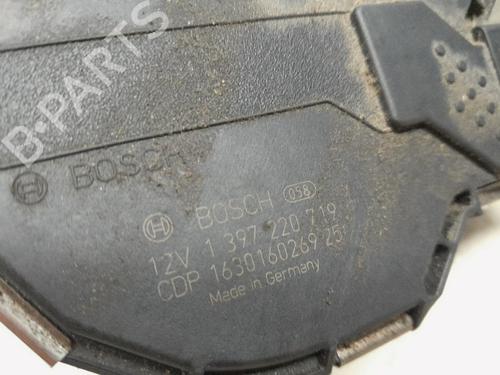 B·PARTS
BOSCH
BOSCH 058
12V 1 397 220 719
CDP 1630160269 25
Made in Germany